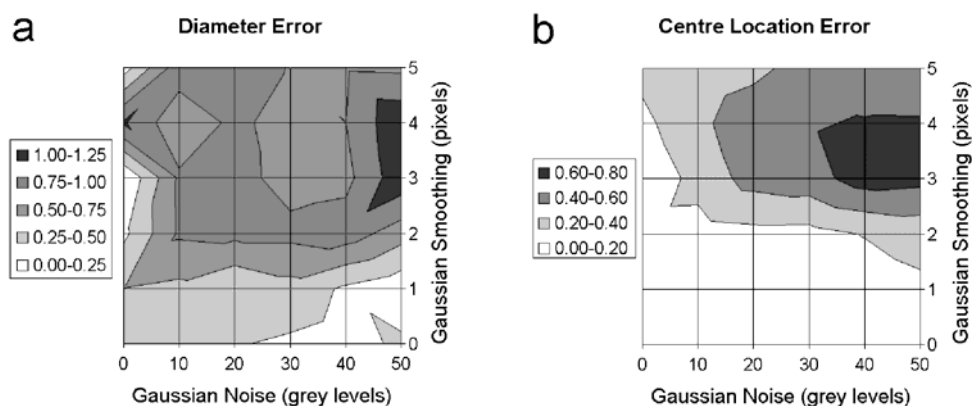 a
Diameter Error
1.00-1.25
0.75-1.00
0.50-0.75
0.25-0.50
0.00-0.25
5
4
3
2
1
0
Gaussian Smoothing (pixels)
0 10 20 30 40 50
Gaussian Noise (grey levels)
b
Centre Location Error
0.60-0.80
0.40-0.60
0.20-0.40
0.00-0.20
5
4
3
2
1
0
Gaussian Smoothing (pixels)
0 10 20 30 40 50
Gaussian Noise (grey levels)